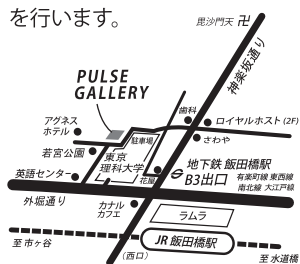 を行います。
毘沙門天 卍
神楽坂通り
PULSE
GALLERY
歯科
アグネス
ホテル
駐車場
ロイヤルホスト (2F)
さわや
若宮公園
東京
理科大学
地下鉄 飯田橋駅
B3出口
有楽町線 東西線
南北線 大江戸線
英語センター
花屋
外堀通り
カナル
カフェ
ラムラ
至 市ヶ谷
JR 飯田橋駅
(西口)
至 水道橋